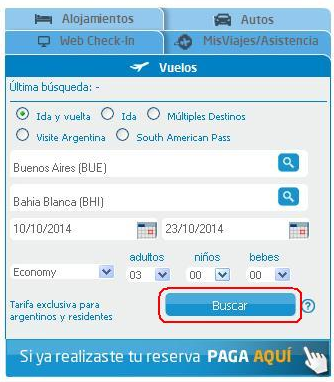 Alojamientos
Autos
Web Check-In
MisViajes/Asistencia
Vuelos
Última búsqueda: -
Ida y vuelta Ida Múltiples Destinos
Visite Argentina South American Pass
Buenos Aires (BUE)
Bahia Blanca (BHI)
10/10/2014 23/10/2014
adultos niños bebes
Economy 03 00 00
Tarifa exclusiva para
argentinos y residentes
Buscar ?
Si ya realizaste tu reserva PAGA AQUÍ